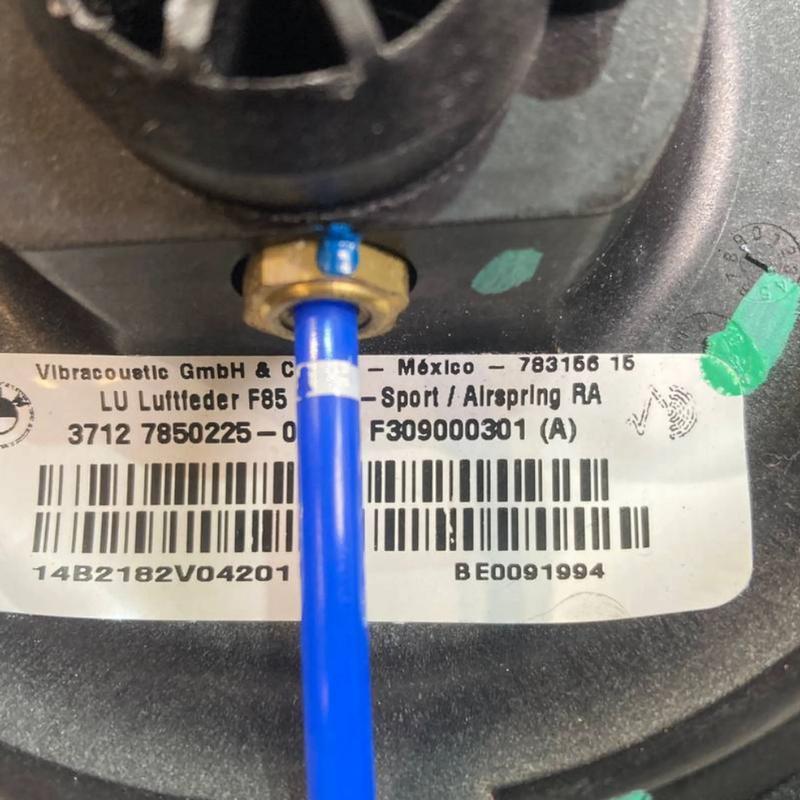 Vibracoustic GmbH & C – México – 783156 15
LU Luftfeder F85 -Sport / Airspring RA
3712 7850225-0 F309000301 (A)
14B2182V04201 BE0091994